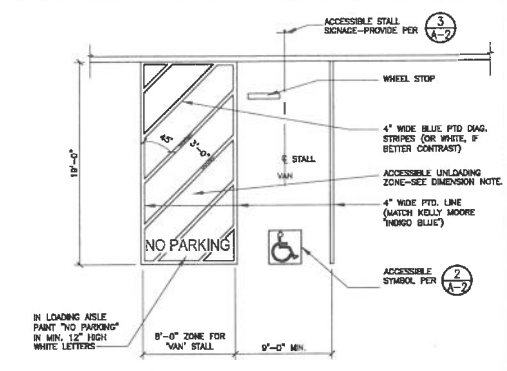 ACCESSIBLE STALL
SIGNAGE-PROVIDE PER
3
A-2
WHEEL STOP
4" WIDE BLUE PTD DIAG.
STRIPES (OR WHITE, IF
BETTER CONTRAST)
45°
3'-0"
STALL
VAN
ACCESSIBLE UNLOADING
ZONE-SEE DIMENSION NOTE.
4" WIDE PTD. LINE
(MATCH KELLY MOORE
"INDIGO BLUE")
NO PARKING
ACCESSIBLE
SYMBOL PER
2
A-2
IN LOADING AISLE
PAINT "NO PARKING"
IN MIN. 12" HIGH
WHITE LETTERS
8'-0" ZONE FOR
'VAN' STALL
9'-0" MIN.